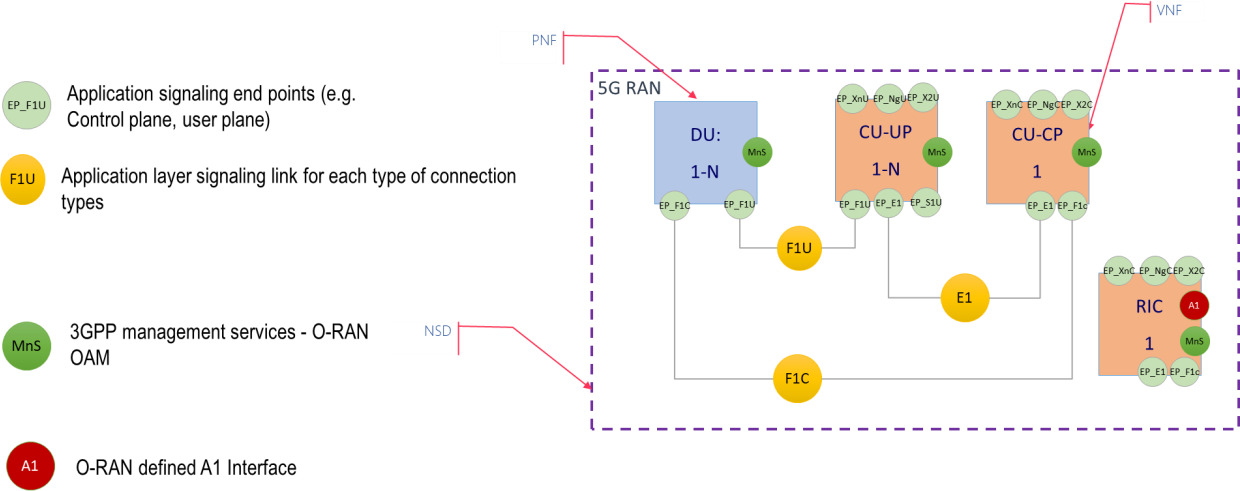 VNF
PNF
5G RAN
EP_F1U
Application signaling end points (e.g.
Control plane, user plane)
EP_XnU
EP_NgU
EP_X2U
EP_XnC
EP_NgC
EP_X2C
DU:
1-N
MnS
CU-UP
1-N
MnS
CU-CP
1
MnS
F1U
Application layer signaling link for each type of connection
types
EP_F1C
EP_F1U
EP_F1U
EP_E1
EP_S1U
EP_E1
EP_F1c
F1U
E1
EP_XnC
EP_NgC
EP_X2C
RIC
1
A1
MnS
EP_E1
EP_F1c
NSD
MnS
3GPP management services - O-RAN
OAM
F1C
A1
O-RAN defined A1 Interface